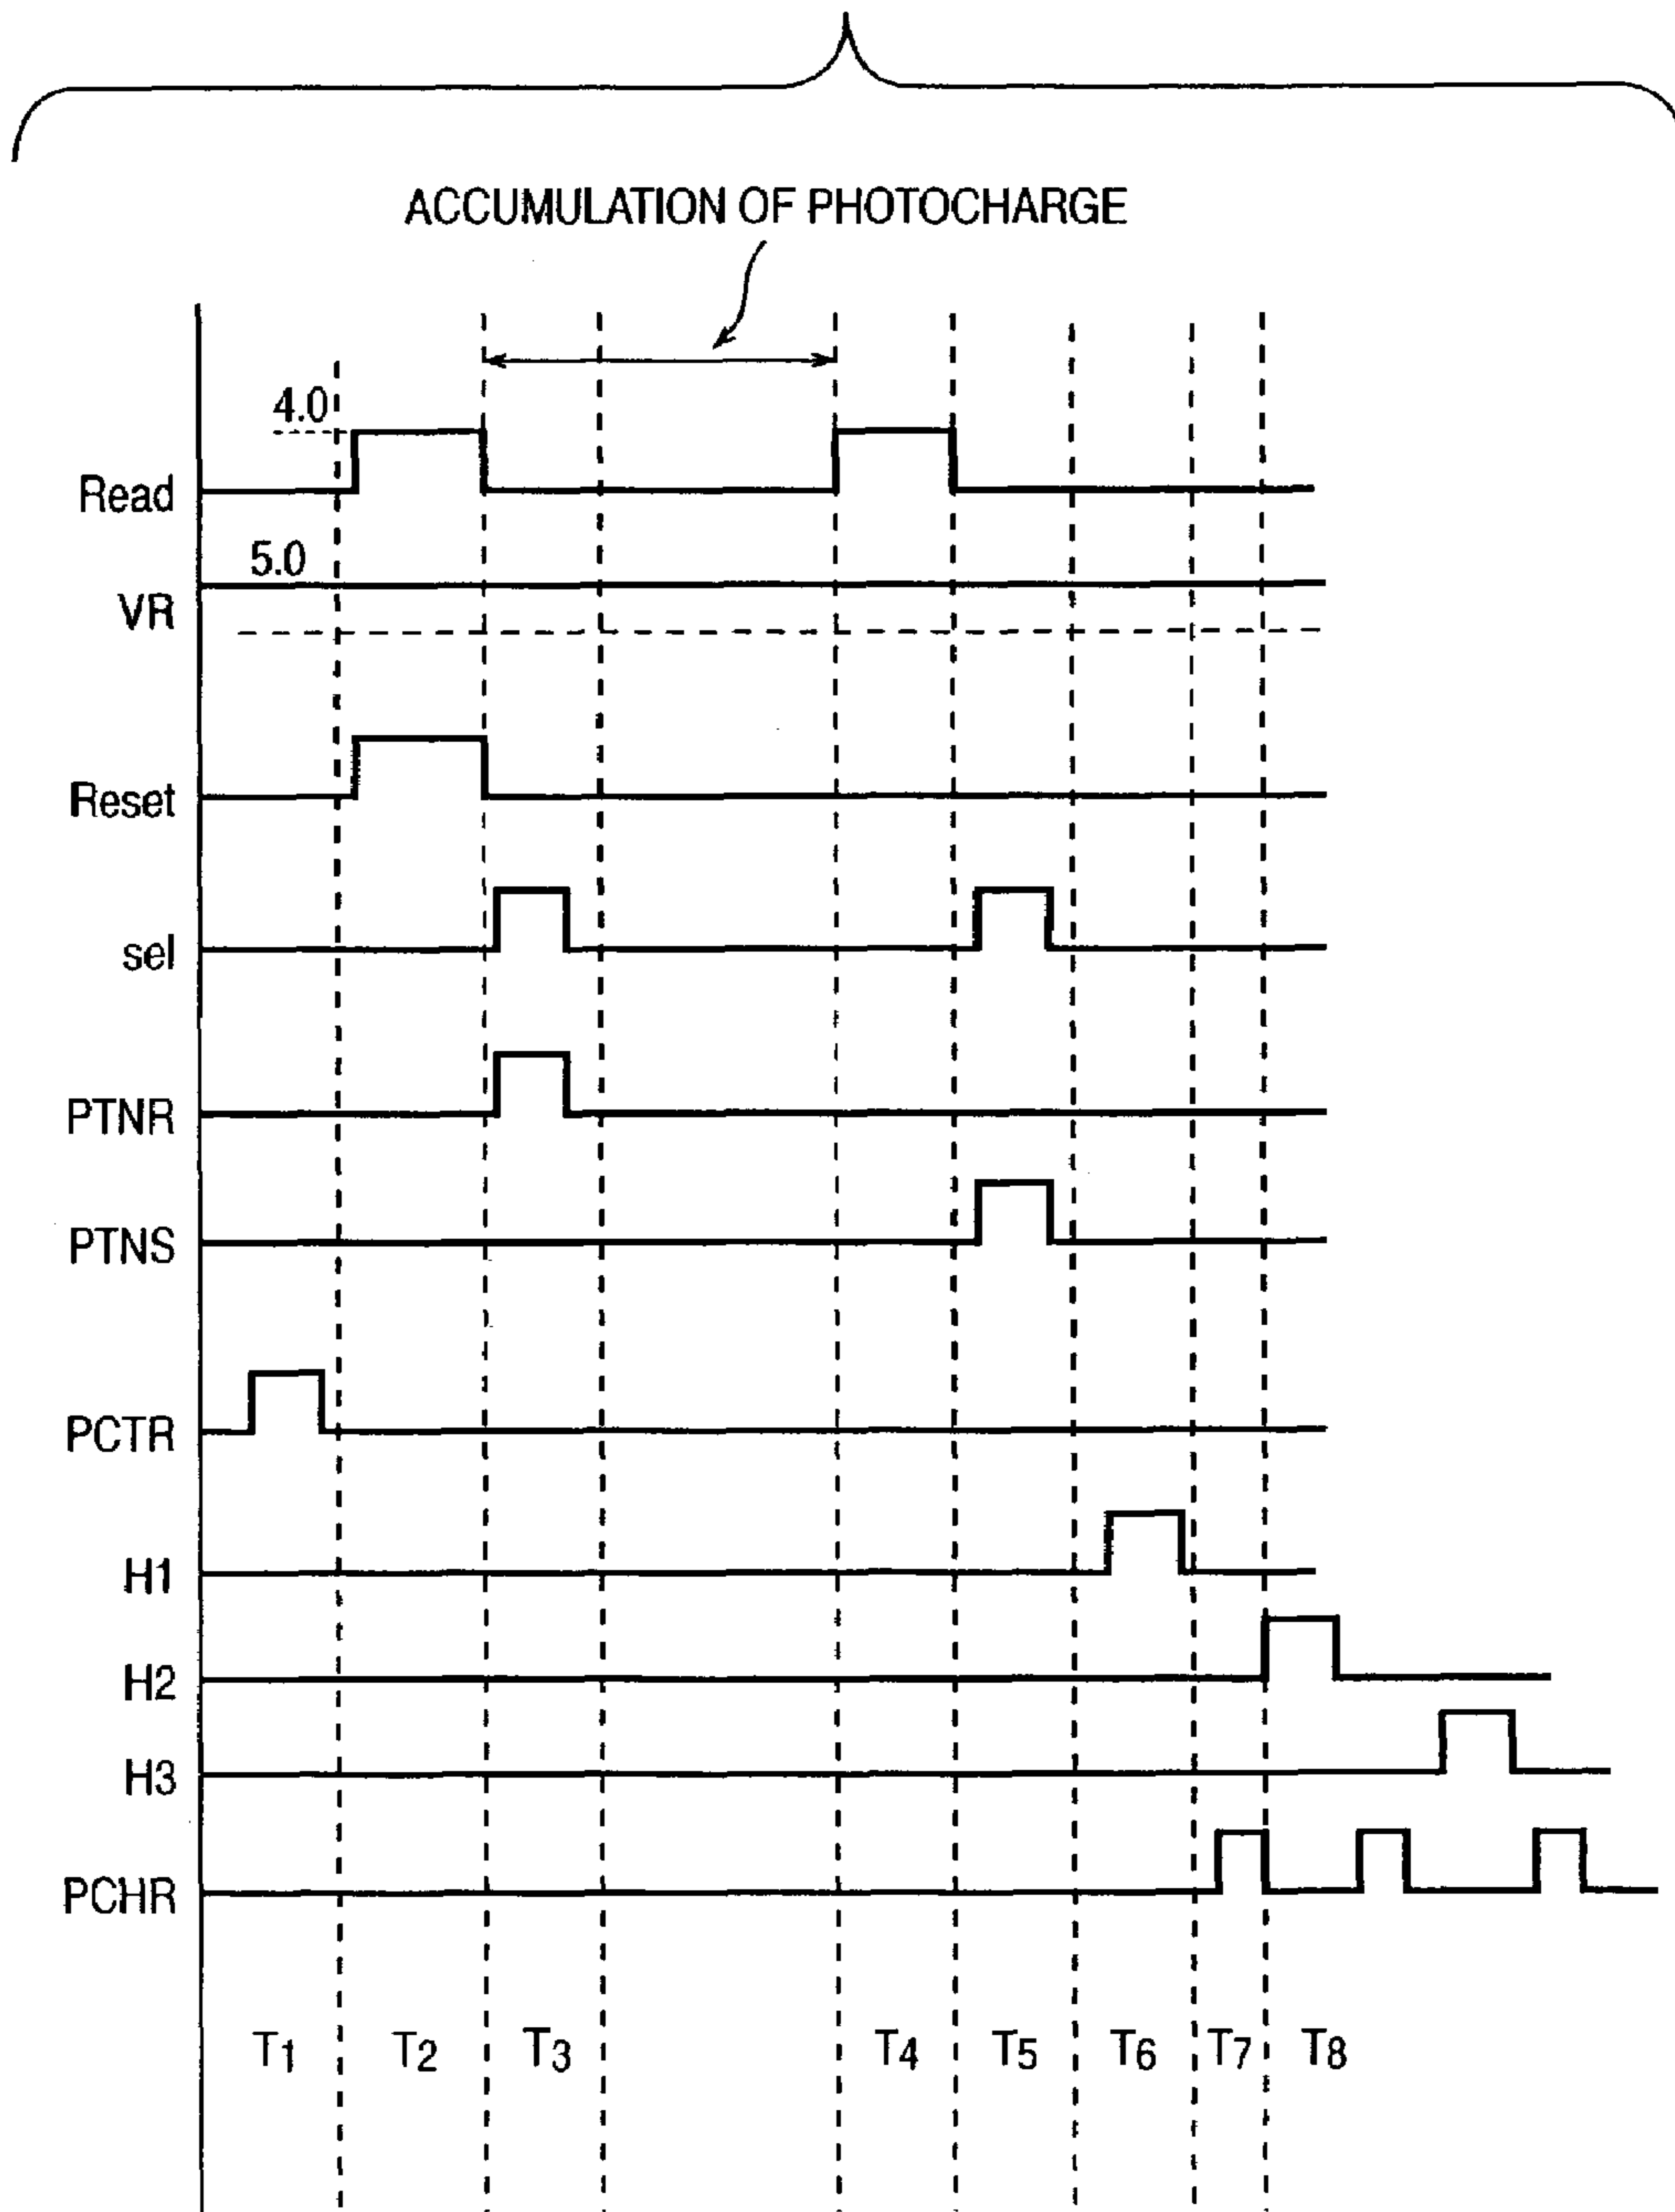 ACCUMULATION OF PHOTOCHARGE
4.0
Read
5.0
VR
Reset
sel
PTNR
PTNS
PCTR
H1
H2
H3
PCHR
T1 T2 T3 T4 T5 T6 T7 T8